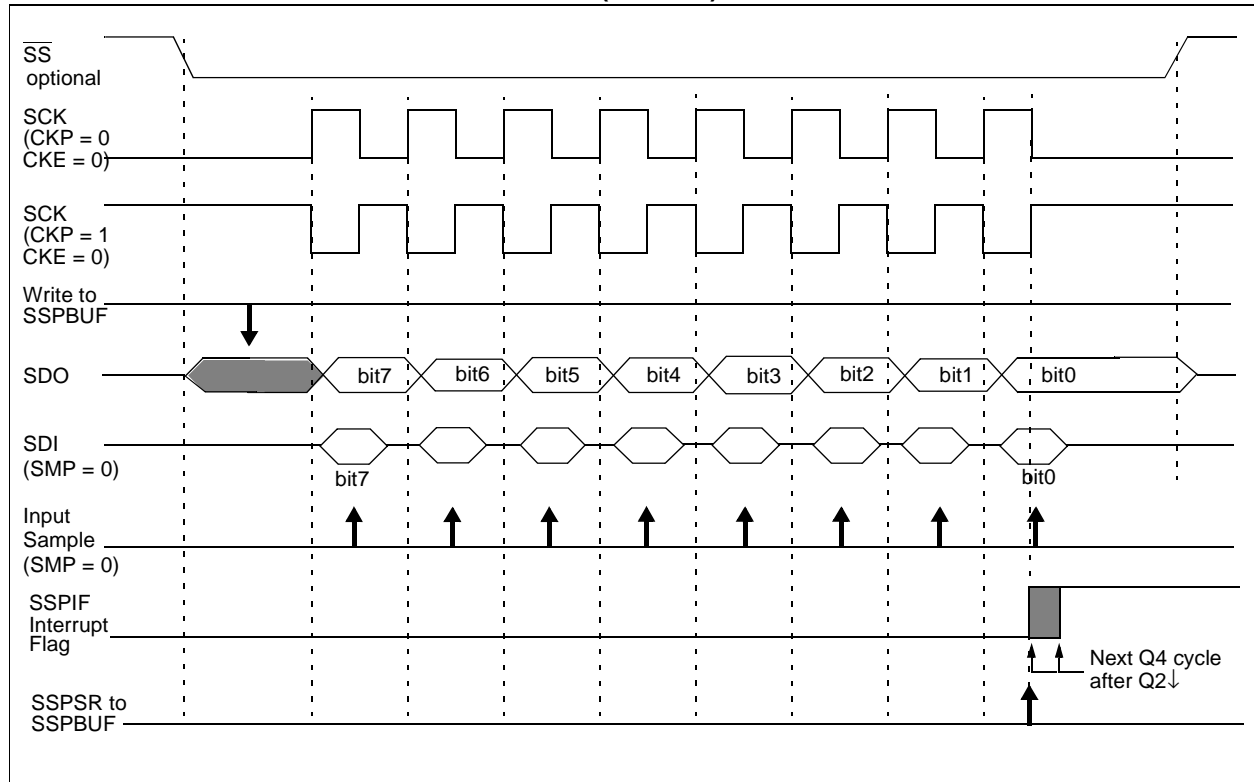 SS
optional
SCK
(CKP = 0
CKE = 0)
SCK
(CKP = 1
CKE = 0)
Write to
SSPBUF
SDO
bit7 bit6 bit5 bit4 bit3 bit2 bit1 bit0
SDI
(SMP = 0)
bit7 bit0
Input
Sample
(SMP = 0)
SSPIF
Interrupt
Flag
Next Q4 cycle
after Q2↓
SSPSR to
SSPBUF